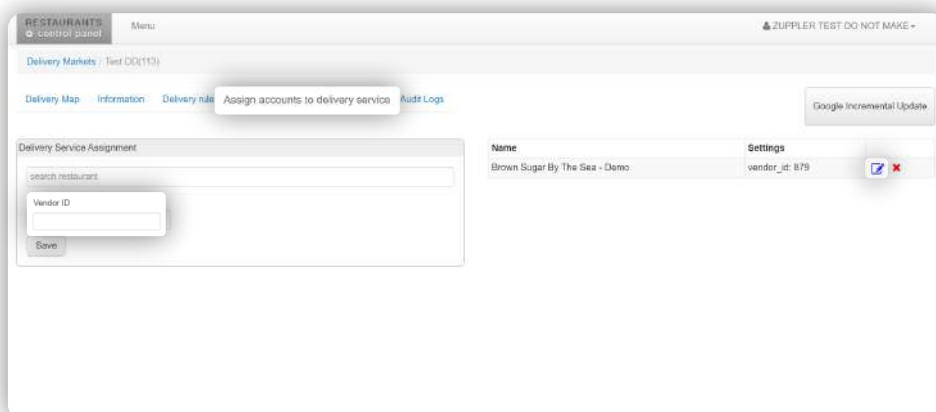 RESTAURANTS
control panel
Menu
ZUPPLER TEST DO NOT MAKE
Delivery Markets / Test DD(113)
Delivery Map Information Delivery rule Assign accounts to delivery service Audit Logs
Google Incremental Update
Delivery Service Assignment
search restaurant
Vendor ID
Save
Name Settings
Brown Sugar By The Sea - Demo vendor_id: 879